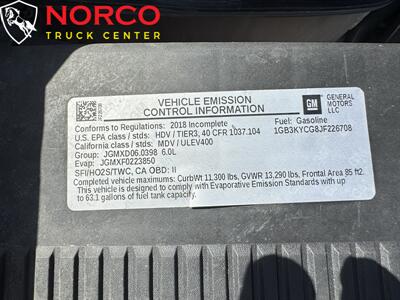 NORCO
TRUCK CENTER
VEHICLE EMISSION
CONTROL INFORMATION
GM
GENERAL
MOTORS
LLC
Conforms to Regulations: 2018 Incomplete
Fuel: Gasoline
U.S. EPA class / stds: HDV / TIER3, 40 CFR 1037.104
1GB3KYCG8JF226708
California class / stds: MDV / ULEV400
Group: JGMXD06.0398 6.0L
Evap: JGMXF0223850
SFI/HO2S/TWC, CA OBD: II
Completed vehicle maximums: CurbWt 11,300 lbs, GVWR 13,290 lbs, Frontal Area 85 ft2.
This vehicle is designed to comply with Evaporative Emission Standards with up
to 63.1 gallons of fuel tank capacity.